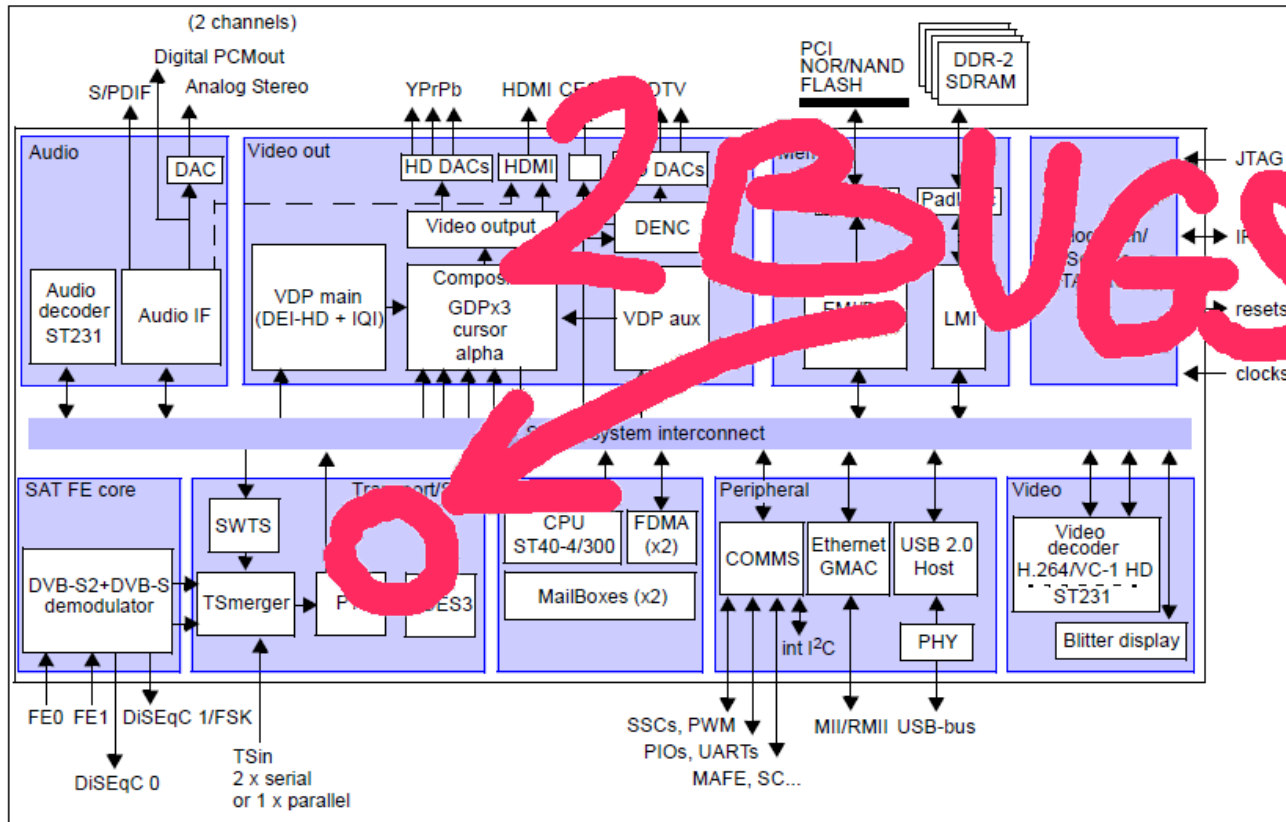 (2 channels)
Digital PCMout
S/PDIF
Analog Stereo
YPrPb
HDMI
PCI
NOR/NAND
FLASH
DDR-2
SDRAM
Audio
Video out
DAC
HD DACs
HDMI
DACs
JTAG
2 BUGS
Video output
DENC
Audio
decoder
ST231
Audio IF
VDP main
(DEI-HD + IQI)
GDPx3
cursor
alpha
VDP aux
LMI
resets
clocks
system interconnect
SAT FE core
Peripheral
Video
SWTS
CPU
ST40-4/300
FDMA
(x2)
COMMS
Ethernet
GMAC
USB 2.0
Host
Video
decoder
H.264/VC-1 HD
ST231
DVB-S2+DVB-S
demodulator
TSmerger
MailBoxes (x2)
int I²C
PHY
Blitter display
FE0
FE1
DiSEqC 1/FSK
SSCs, PWM
MII/RMII
USB-bus
DiSEqC 0
TSin
2 x serial
or 1 x parallel
PIOs, UARTs
MAFE, SC...